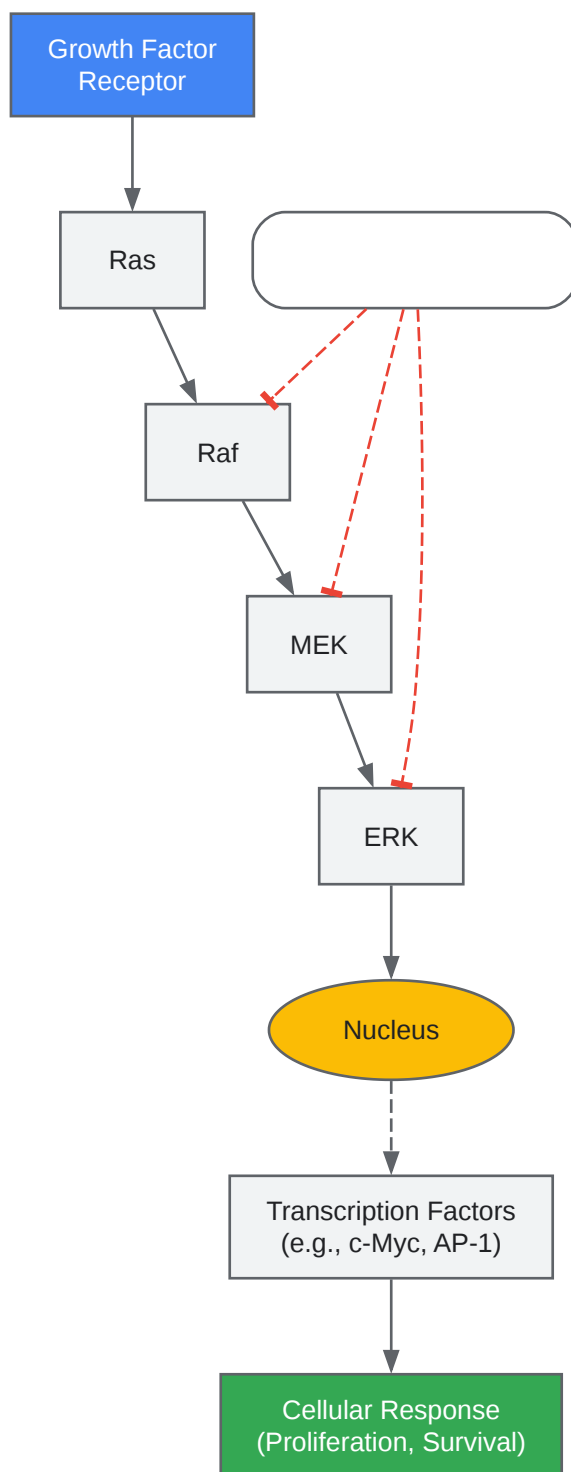 Growth Factor
Receptor
Ras
Raf
MEK
ERK
Nucleus
Transcription Factors
(e.g., c-Myc, AP-1)
Cellular Response
(Proliferation, Survival)